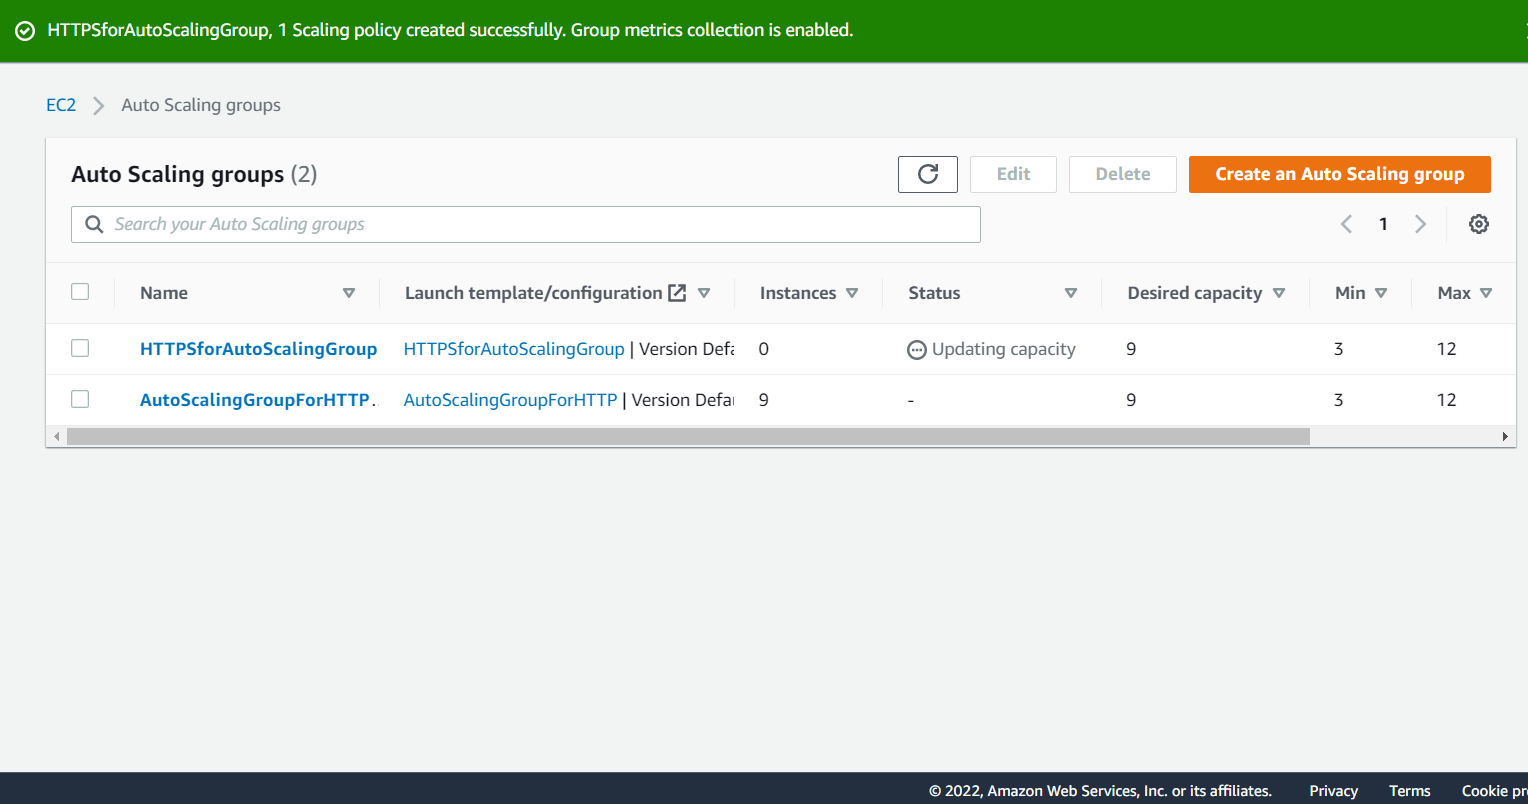 HTTPSforAutoScalingGroup, 1 Scaling policy created successfully. Group metrics collection is enabled.
EC2 Auto Scaling groups
Auto Scaling groups (2) Edit Delete Create an Auto Scaling group
Search your Auto Scaling groups 1
Name Launch template/configuration Instances Status Desired capacity Min Max
HTTPSforAutoScalingGroup HTTPSforAutoScalingGroup | Version 0 Updating capacity 9 3 12
AutoScalingGroupForHTTP AutoScalingGroupForHTTP | Version 9 - 9 3 12
© 2022, Amazon Web Services, Inc. or its affiliates. Privacy Terms Cookie